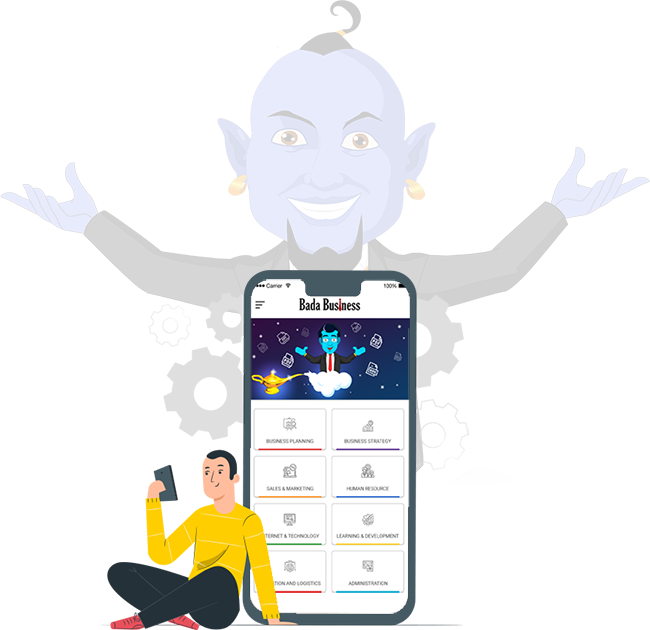 Carrier 100%
Bada Business
BUSINESS PLANNING BUSINESS STRATEGY
SALES & MARKETING HUMAN RESOURCE
TERNET & TECHNOLOGY LEARNING & DEVELOPMENT
TION AND LOGISTICS ADMINISTRATION